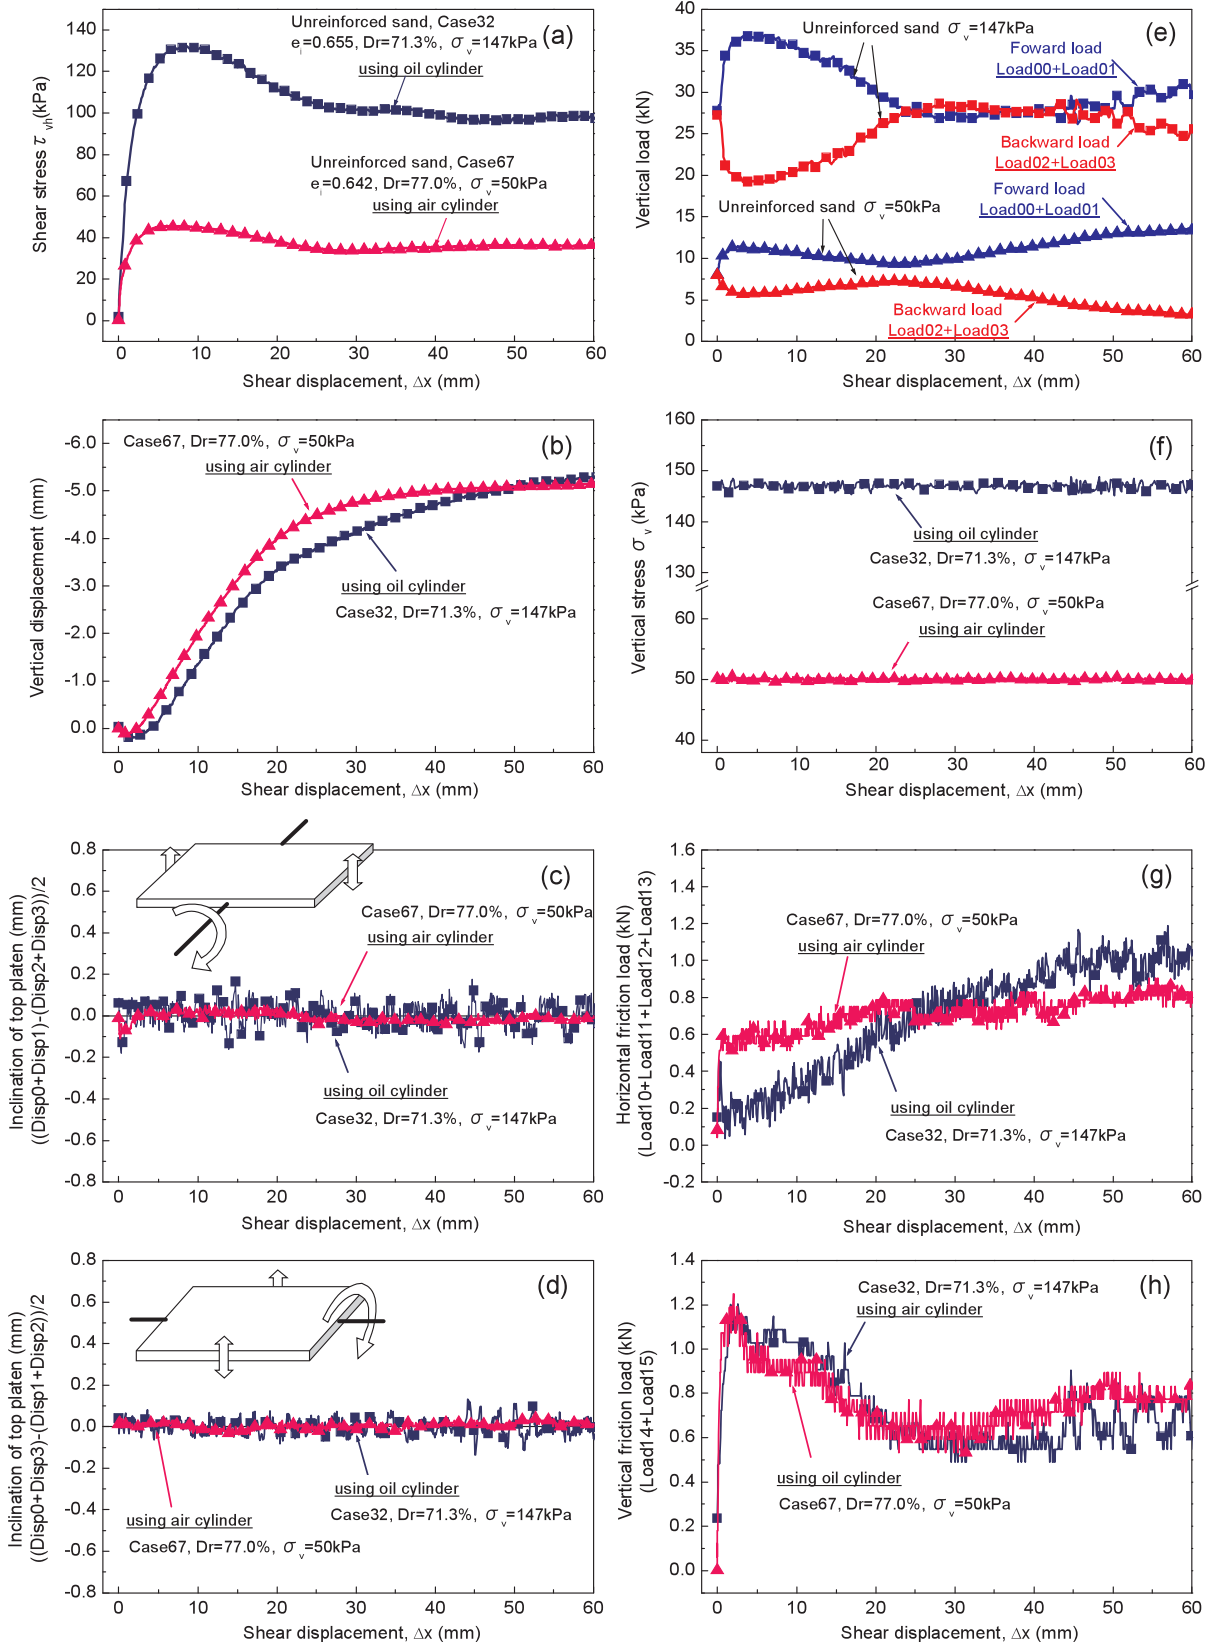 Unreinforced sand, Case32
ei=0.655, Dr=71.3%, σv=147kPa
(a)
using oil cylinder
Unreinforced sand, Case67
ei=0.642, Dr=77.0%, σv=50kPa
using air cylinder
Shear stress τvh(kPa)
140
120
100
80
60
40
20
0
0 10 20 30 40 50 60
Shear displacement, Δx (mm)
(e)
Unreinforced sand σv=147kPa
Foward load
Load00+Load01
Backward load
Load02+Load03
Unreinforced sand σv=50kPa
Foward load
Load00+Load01
Backward load
Load02+Load03
Vertical load (kN)
40
35
30
25
20
15
10
5
0
0 10 20 30 40 50 60
Shear displacement, Δx (mm)
(b)
Case67, Dr=77.0%, σv=50kPa
using air cylinder
using oil cylinder
Case32, Dr=71.3%, σv=147kPa
Vertical displacement (mm)
-6.0
-5.0
-4.0
-3.0
-2.0
-1.0
0.0
0 10 20 30 40 50 60
Shear displacement, Δx (mm)
(f)
using oil cylinder
Case32, Dr=71.3%, σv=147kPa
Case67, Dr=77.0%, σv=50kPa
using air cylinder
Vertical stress σv (kPa)
160
150
140
130
60
50
40
0 10 20 30 40 50 60
Shear displacement, Δx (mm)
(c)
Case67, Dr=77.0%, σv=50kPa
using air cylinder
using oil cylinder
Case32, Dr=71.3%, σv=147kPa
Inclination of top platen (mm)
((Disp0+Disp1)-(Disp2+Disp3))/2
0.8
0.6
0.4
0.2
0.0
-0.2
-0.4
-0.6
-0.8
0 10 20 30 40 50 60
Shear displacement, Δx (mm)
(g)
Case67, Dr=77.0%, σv=50kPa
using air cylinder
using oil cylinder
Case32, Dr=71.3%, σv=147kPa
Horizontal friction load (kN)
(Load10+Load11+Load12+Load13)
1.6
1.4
1.2
1.0
0.8
0.6
0.4
0.2
0.0
-0.2
0 10 20 30 40 50 60
Shear displacement, Δx (mm)
(d)
using oil cylinder
Case32, Dr=71.3%, σv=147kPa
using air cylinder
Case67, Dr=77.0%, σv=50kPa
Inclination of top platen (mm)
((Disp0+Disp3)-(Disp1+Disp2))/2
0.8
0.6
0.4
0.2
0.0
-0.2
-0.4
-0.6
-0.8
0 10 20 30 40 50 60
Shear displacement, Δx (mm)
(h)
Case32, Dr=71.3%, σv=147kPa
using air cylinder
using oil cylinder
Case67, Dr=77.0%, σv=50kPa
Vertical friction load (kN)
(Load14+Load15)
1.4
1.2
1.0
0.8
0.6
0.4
0.2
0.0
0 10 20 30 40 50 60
Shear displacement, Δx (mm)